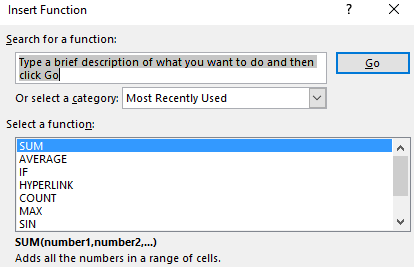 Insert Function
Search for a function:
Type a brief description of what you want to do and then
click Go
Go
Or select a category: Most Recently Used
Select a function:
SUM
AVERAGE
IF
HYPERLINK
COUNT
MAX
SIN
SUM(number1,number2,...)
Adds all the numbers in a range of cells.